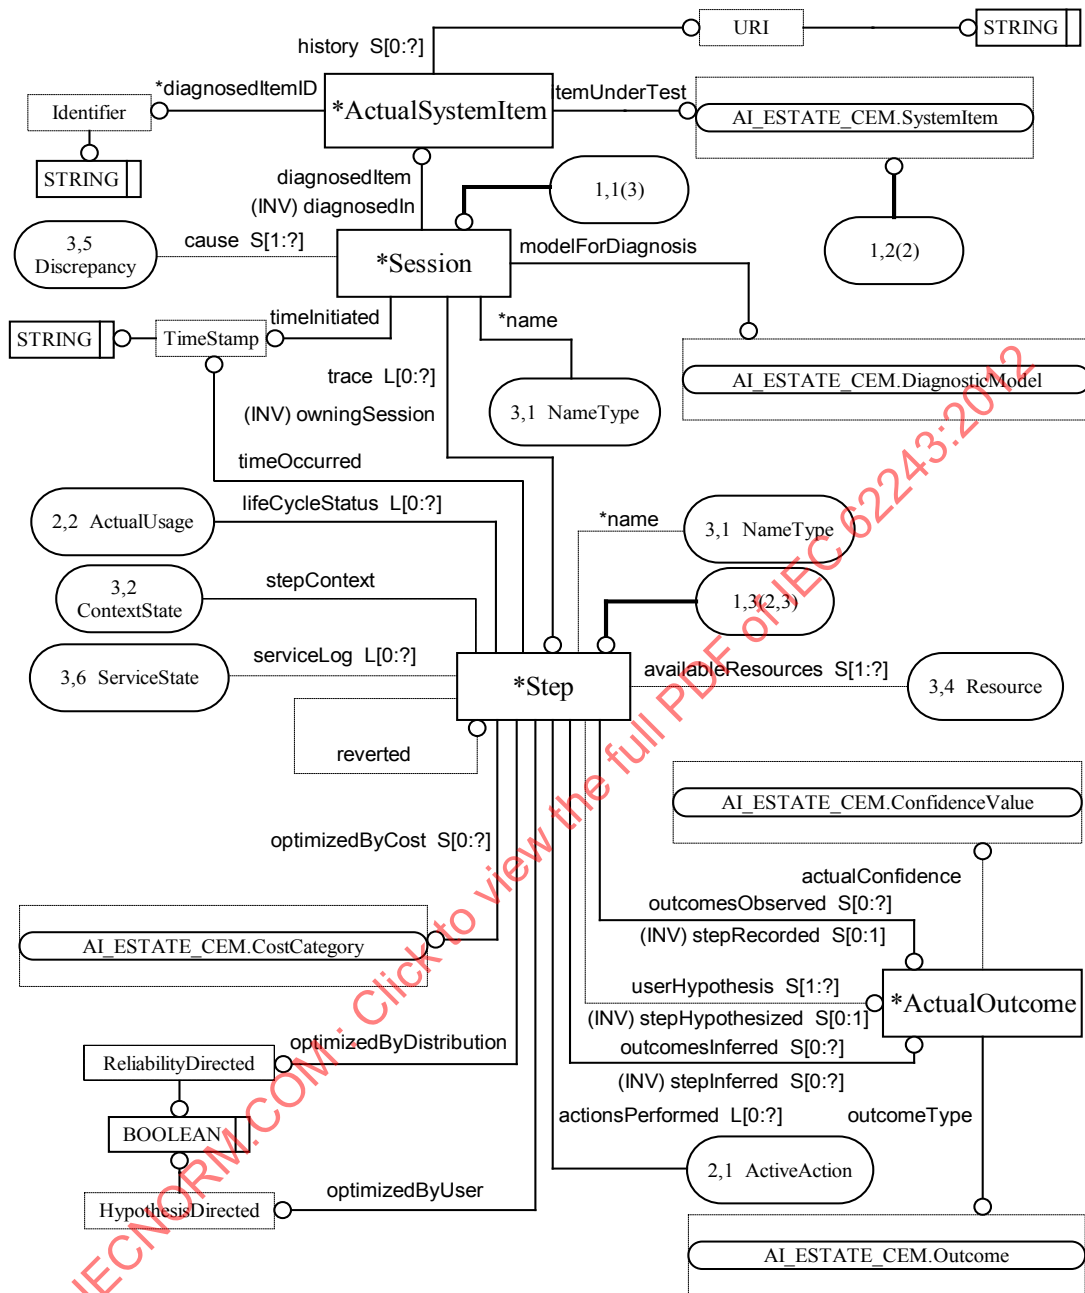 history S[0:?]
URI
STRING
*diagnosedItemID
Identifier
*ActualSystemItem
itemUnderTest
AI_ESTATE_CEM.SystemItem
STRING
diagnosedItem
(INV) diagnosedIn
1,1(3)
3,5
Discrepancy
cause S[1:?]
*Session
modelForDiagnosis
1,2(2)
timeInitiated
*name
STRING
TimeStamp
trace L[0:?]
(INV) owningSession
3,1 NameType
AI_ESTATE_CEM.DiagnosticModel
timeOccurred
lifeCycleStatus L[0:?]
2,2 ActualUsage
*name
3,1 NameType
stepContext
3,2
ContextState
1,3(2,3)
serviceLog L[0:?]
3,6 ServiceState
*Step
availableResources S[1:?]
3,4 Resource
reverted
AI_ESTATE_CEM.ConfidenceValue
optimizedByCost S[0:?]
actualConfidence
outcomesObserved S[0:?]
(INV) stepRecorded S[0:1]
AI_ESTATE_CEM.CostCategory
userHypothesis S[1:?]
(INV) stepHypothesized S[0:1]
*ActualOutcome
outcomesInferred S[0:?]
(INV) stepInferred S[0:?]
optimizedByDistribution
ReliabilityDirected
actionsPerformed L[0:?]
outcomeType
BOOLEAN
2,1 ActiveAction
optimizedByUser
HypothesisDirected
AI_ESTATE_CEM.Outcome
IECNORM.COM : Click to view the full PDF of IEC 62243:2012